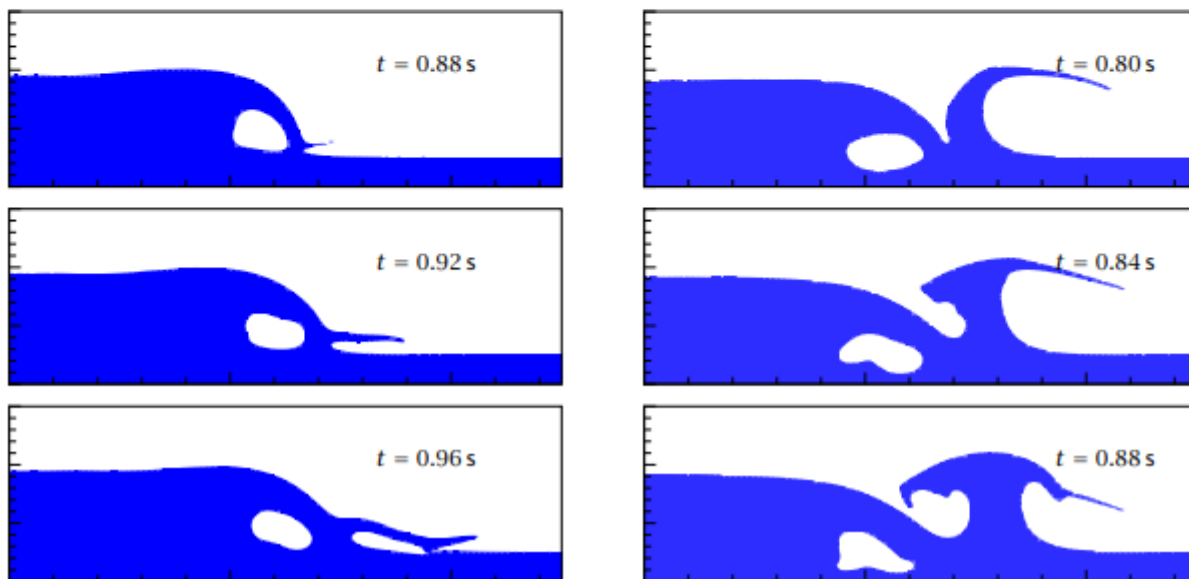 t = 0.88 s
t = 0.80 s
t = 0.92 s
t = 0.84 s
t = 0.96 s
t = 0.88 s